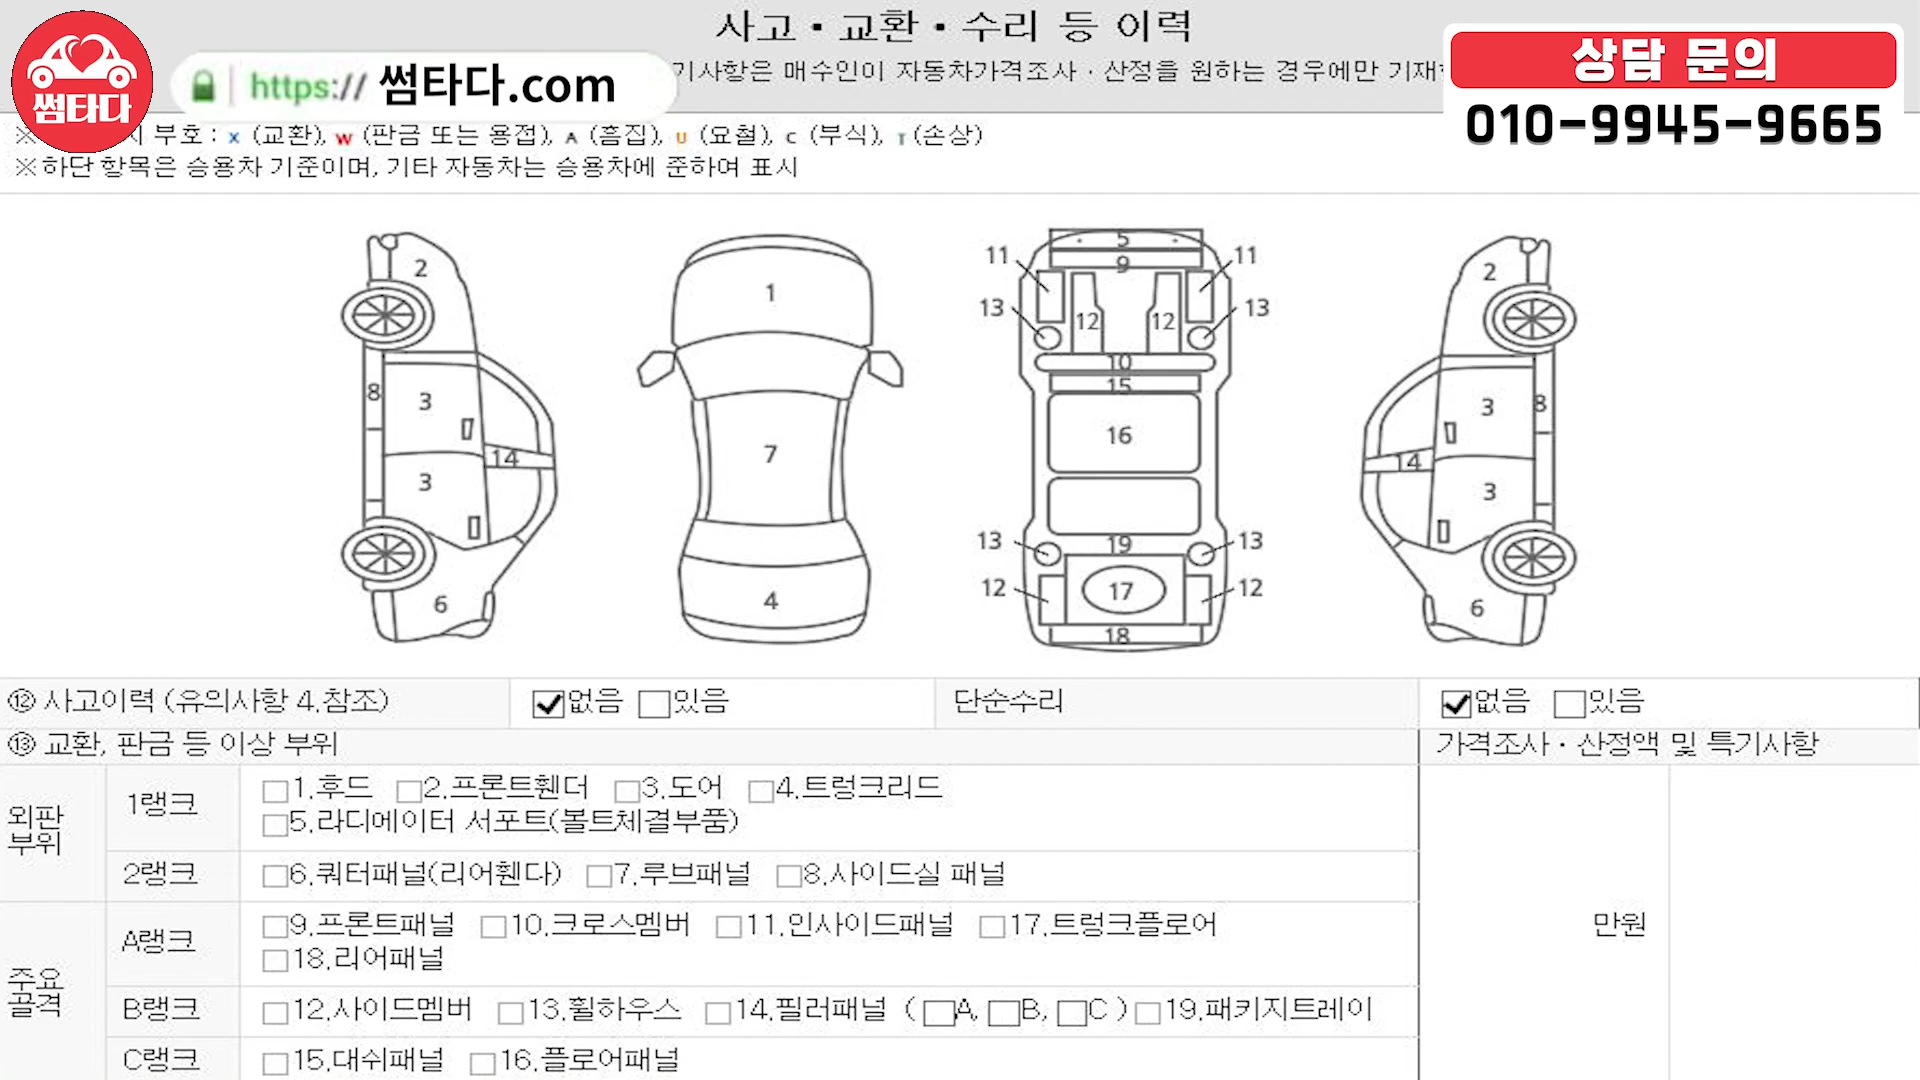 사고 • 교환 • 수리 등 이력
썸타다
https:// 썸타다.com
기사항은 매수인이 자동차가격조사 · 산정을 원하는 경우에만 기재
상담 문의
010-9945-9665
※ 부호 : X (교환), W (판금 또는 용접), A (흠집), U (요철), C (부식), T (손상)
※ 하단 항목은 승용차 기준이며, 기타 자동차는 승용차에 준하여 표시
2 8 3 14 3 6
1 7 4
5 9 11 11 13 13 12 12 10 15 16 19 13 13 12 12 17 18
2 3 8 14 3 6
⑫ 사고이력 (유의사항 4.참조) 없음 있음 단순수리 없음 있음
⑬ 교환, 판금 등 이상 부위 가격조사 · 산정액 및 특기사항
외판 부위
1랭크 1.후드 2.프론트휀더 3.도어 4.트렁크리드
5.라디에이터 서포트(볼트체결부품)
2랭크 6.쿼터패널(리어휀다) 7.루브패널 8.사이드실 패널
주요 골격
A랭크 9.프론트패널 10.크로스멤버 11.인사이드패널 17.트렁크플로어
18.리어패널
만원
B랭크 12.사이드멤버 13.휠하우스 14.필러패널 ( A, B, C ) 19.패키지트레이
C랭크 15.대쉬패널 16.플로어패널